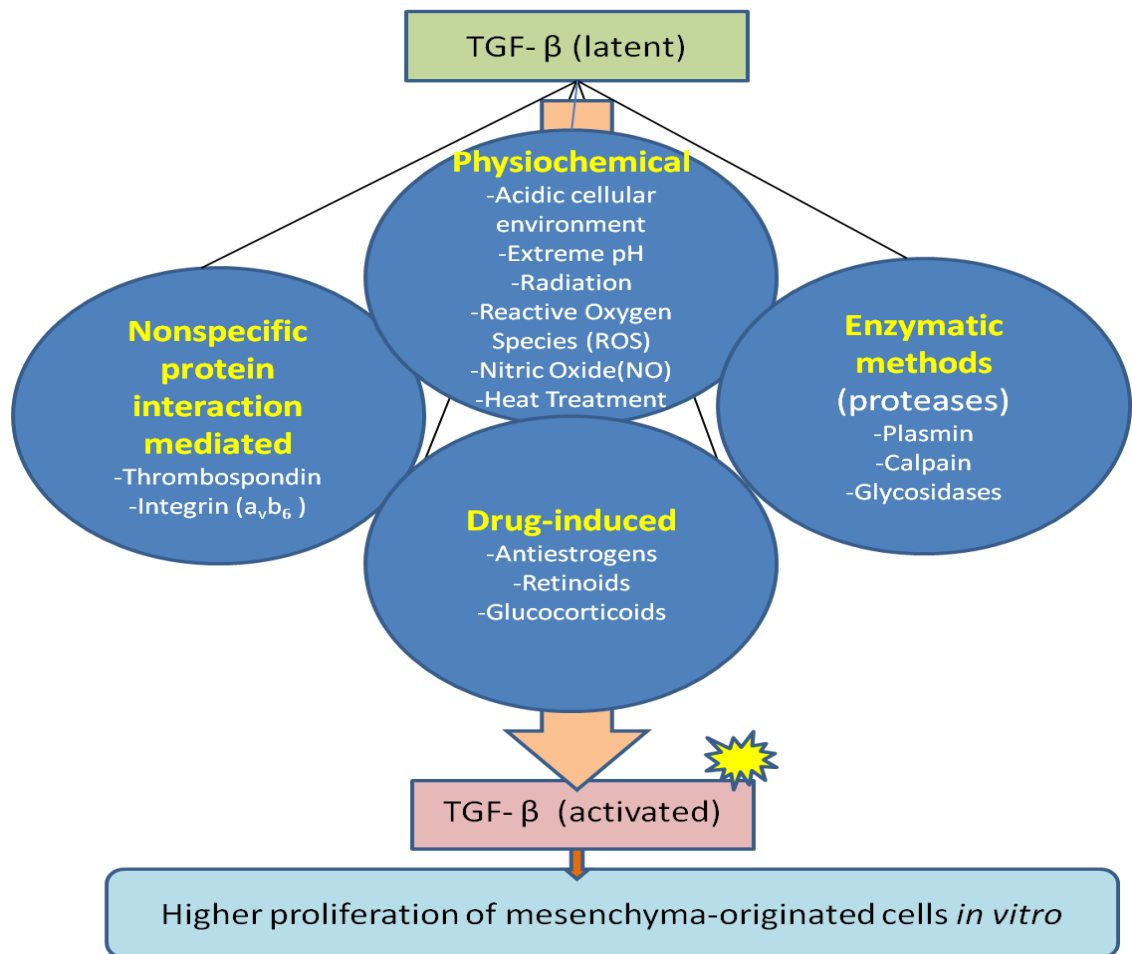 TGF- β (latent)
Physiochemical
-Acidic cellular
environment
-Extreme pH
-Radiation
-Reactive Oxygen
Species (ROS)
-Nitric Oxide(NO)
-Heat Treatment
Nonspecific
protein
interaction
mediated
-Thrombospondin
-Integrin (avb6 )
Enzymatic
methods
(proteases)
-Plasmin
-Calpain
-Glycosidases
Drug-induced
-Antiestrogens
-Retinoids
-Glucocorticoids
TGF- β (activated)
Higher proliferation of mesenchyma-originated cells in vitro